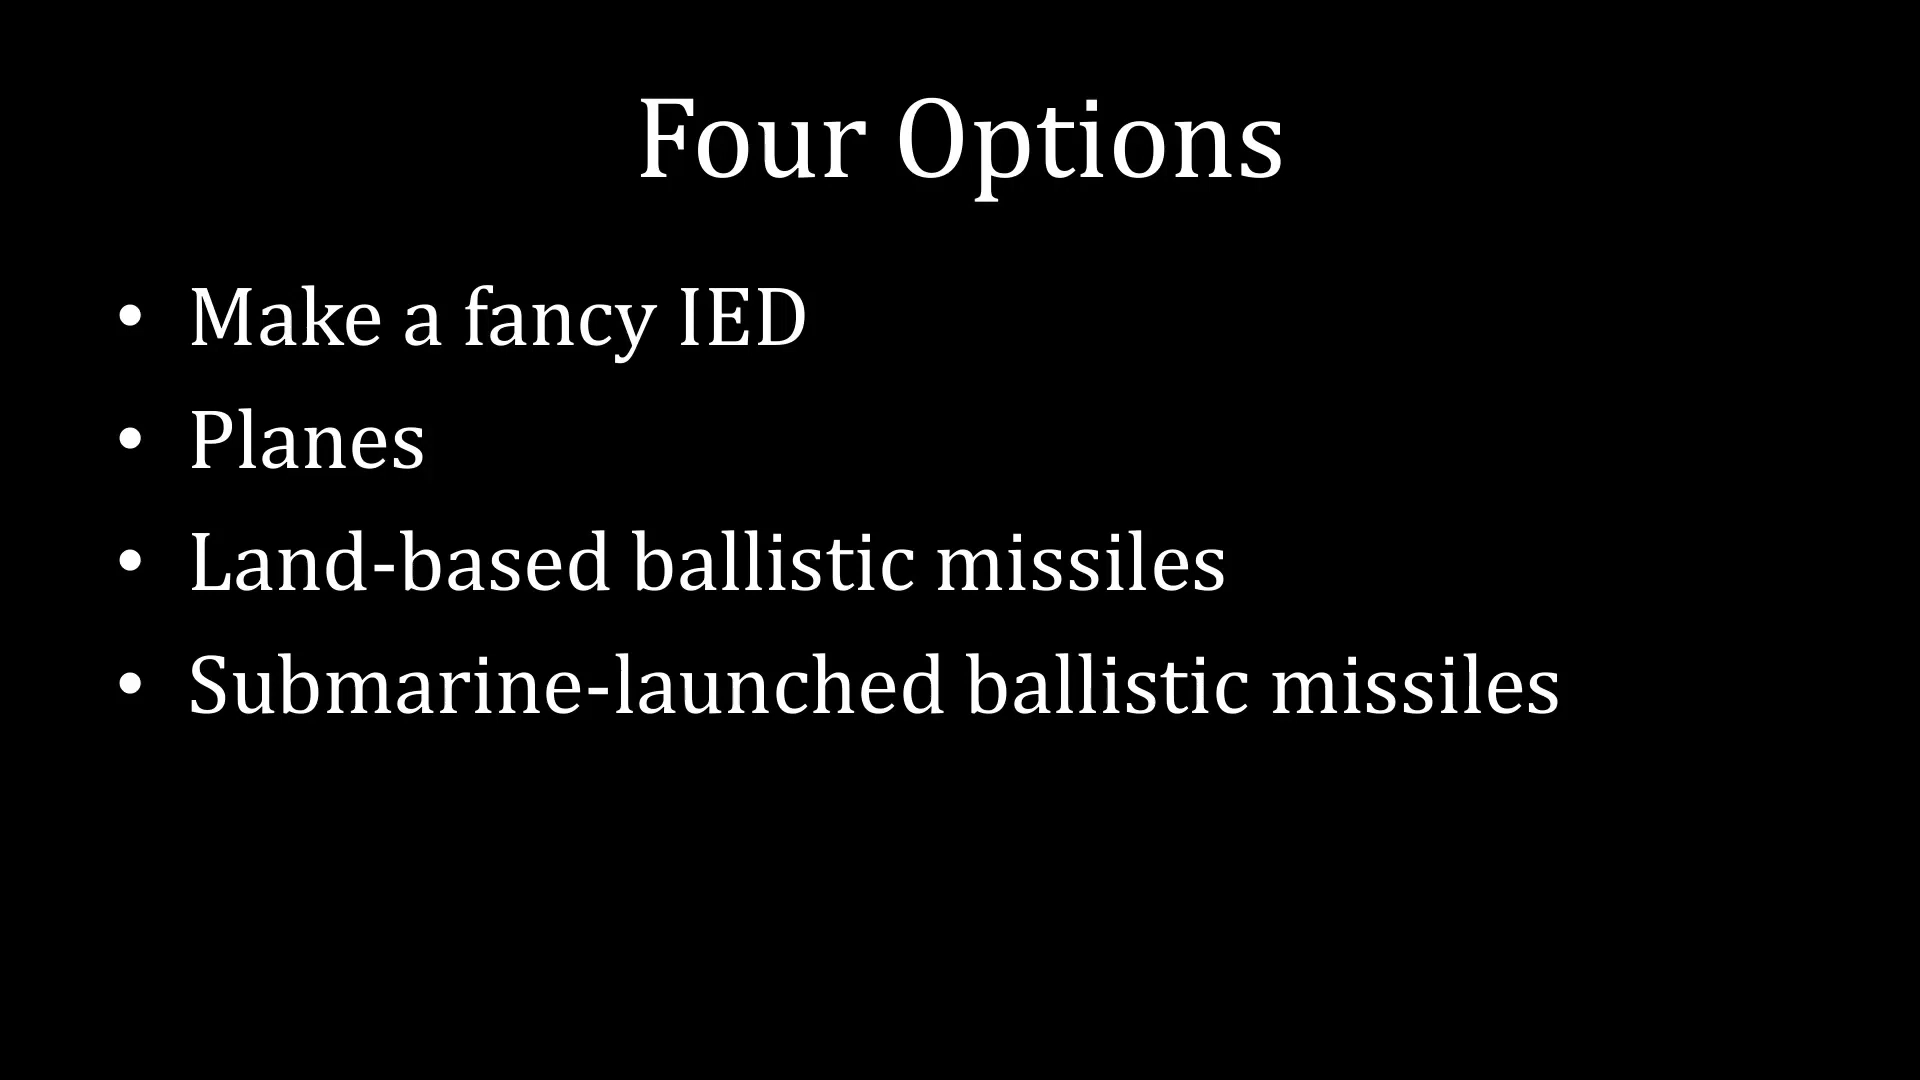 Four Options
• Make a fancy IED
• Planes
• Land-based ballistic missiles
• Submarine-launched ballistic missiles